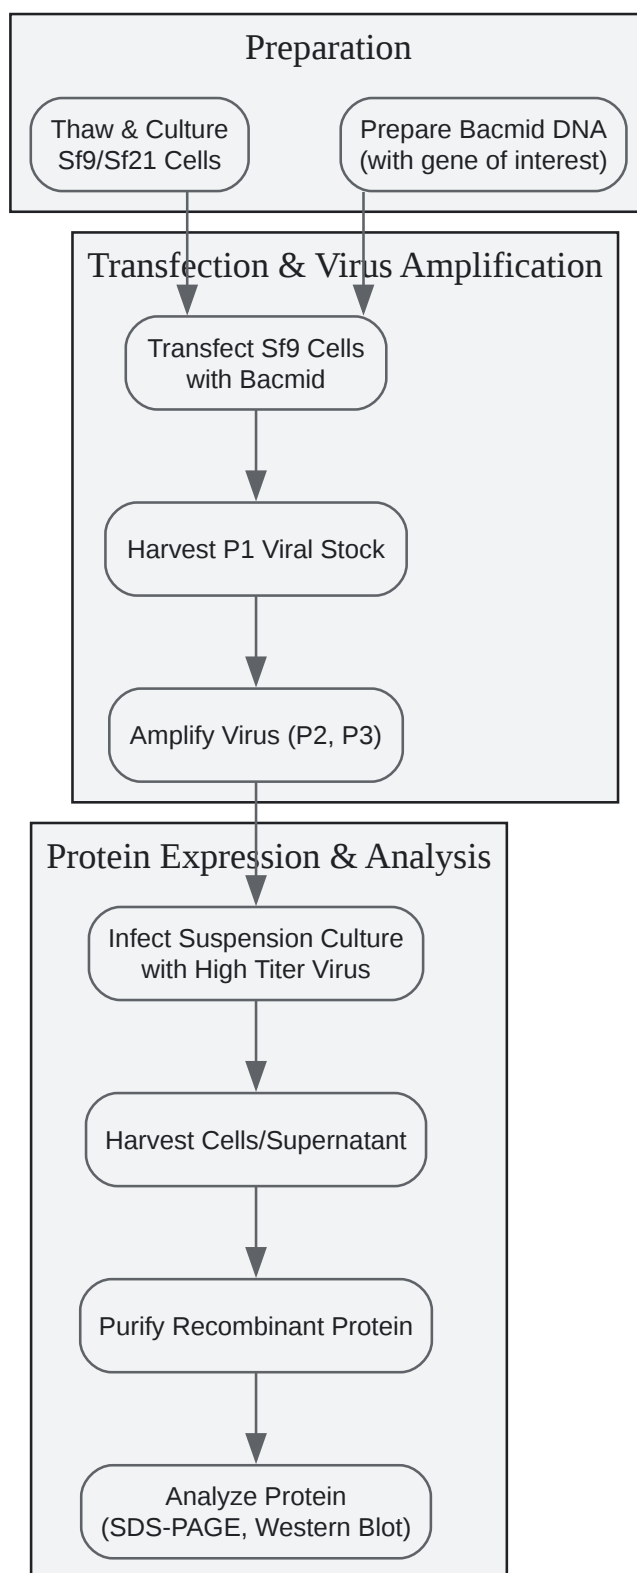 Preparation
Thaw & Culture
Sf9/Sf21 Cells
Prepare Bacmid DNA
(with gene of interest)
Transfection & Virus Amplification
Transfect Sf9 Cells
with Bacmid
Harvest P1 Viral Stock
Amplify Virus (P2, P3)
Protein Expression & Analysis
Infect Suspension Culture
with High Titer Virus
Harvest Cells/Supernatant
Purify Recombinant Protein
Analyze Protein
(SDS-PAGE, Western Blot)